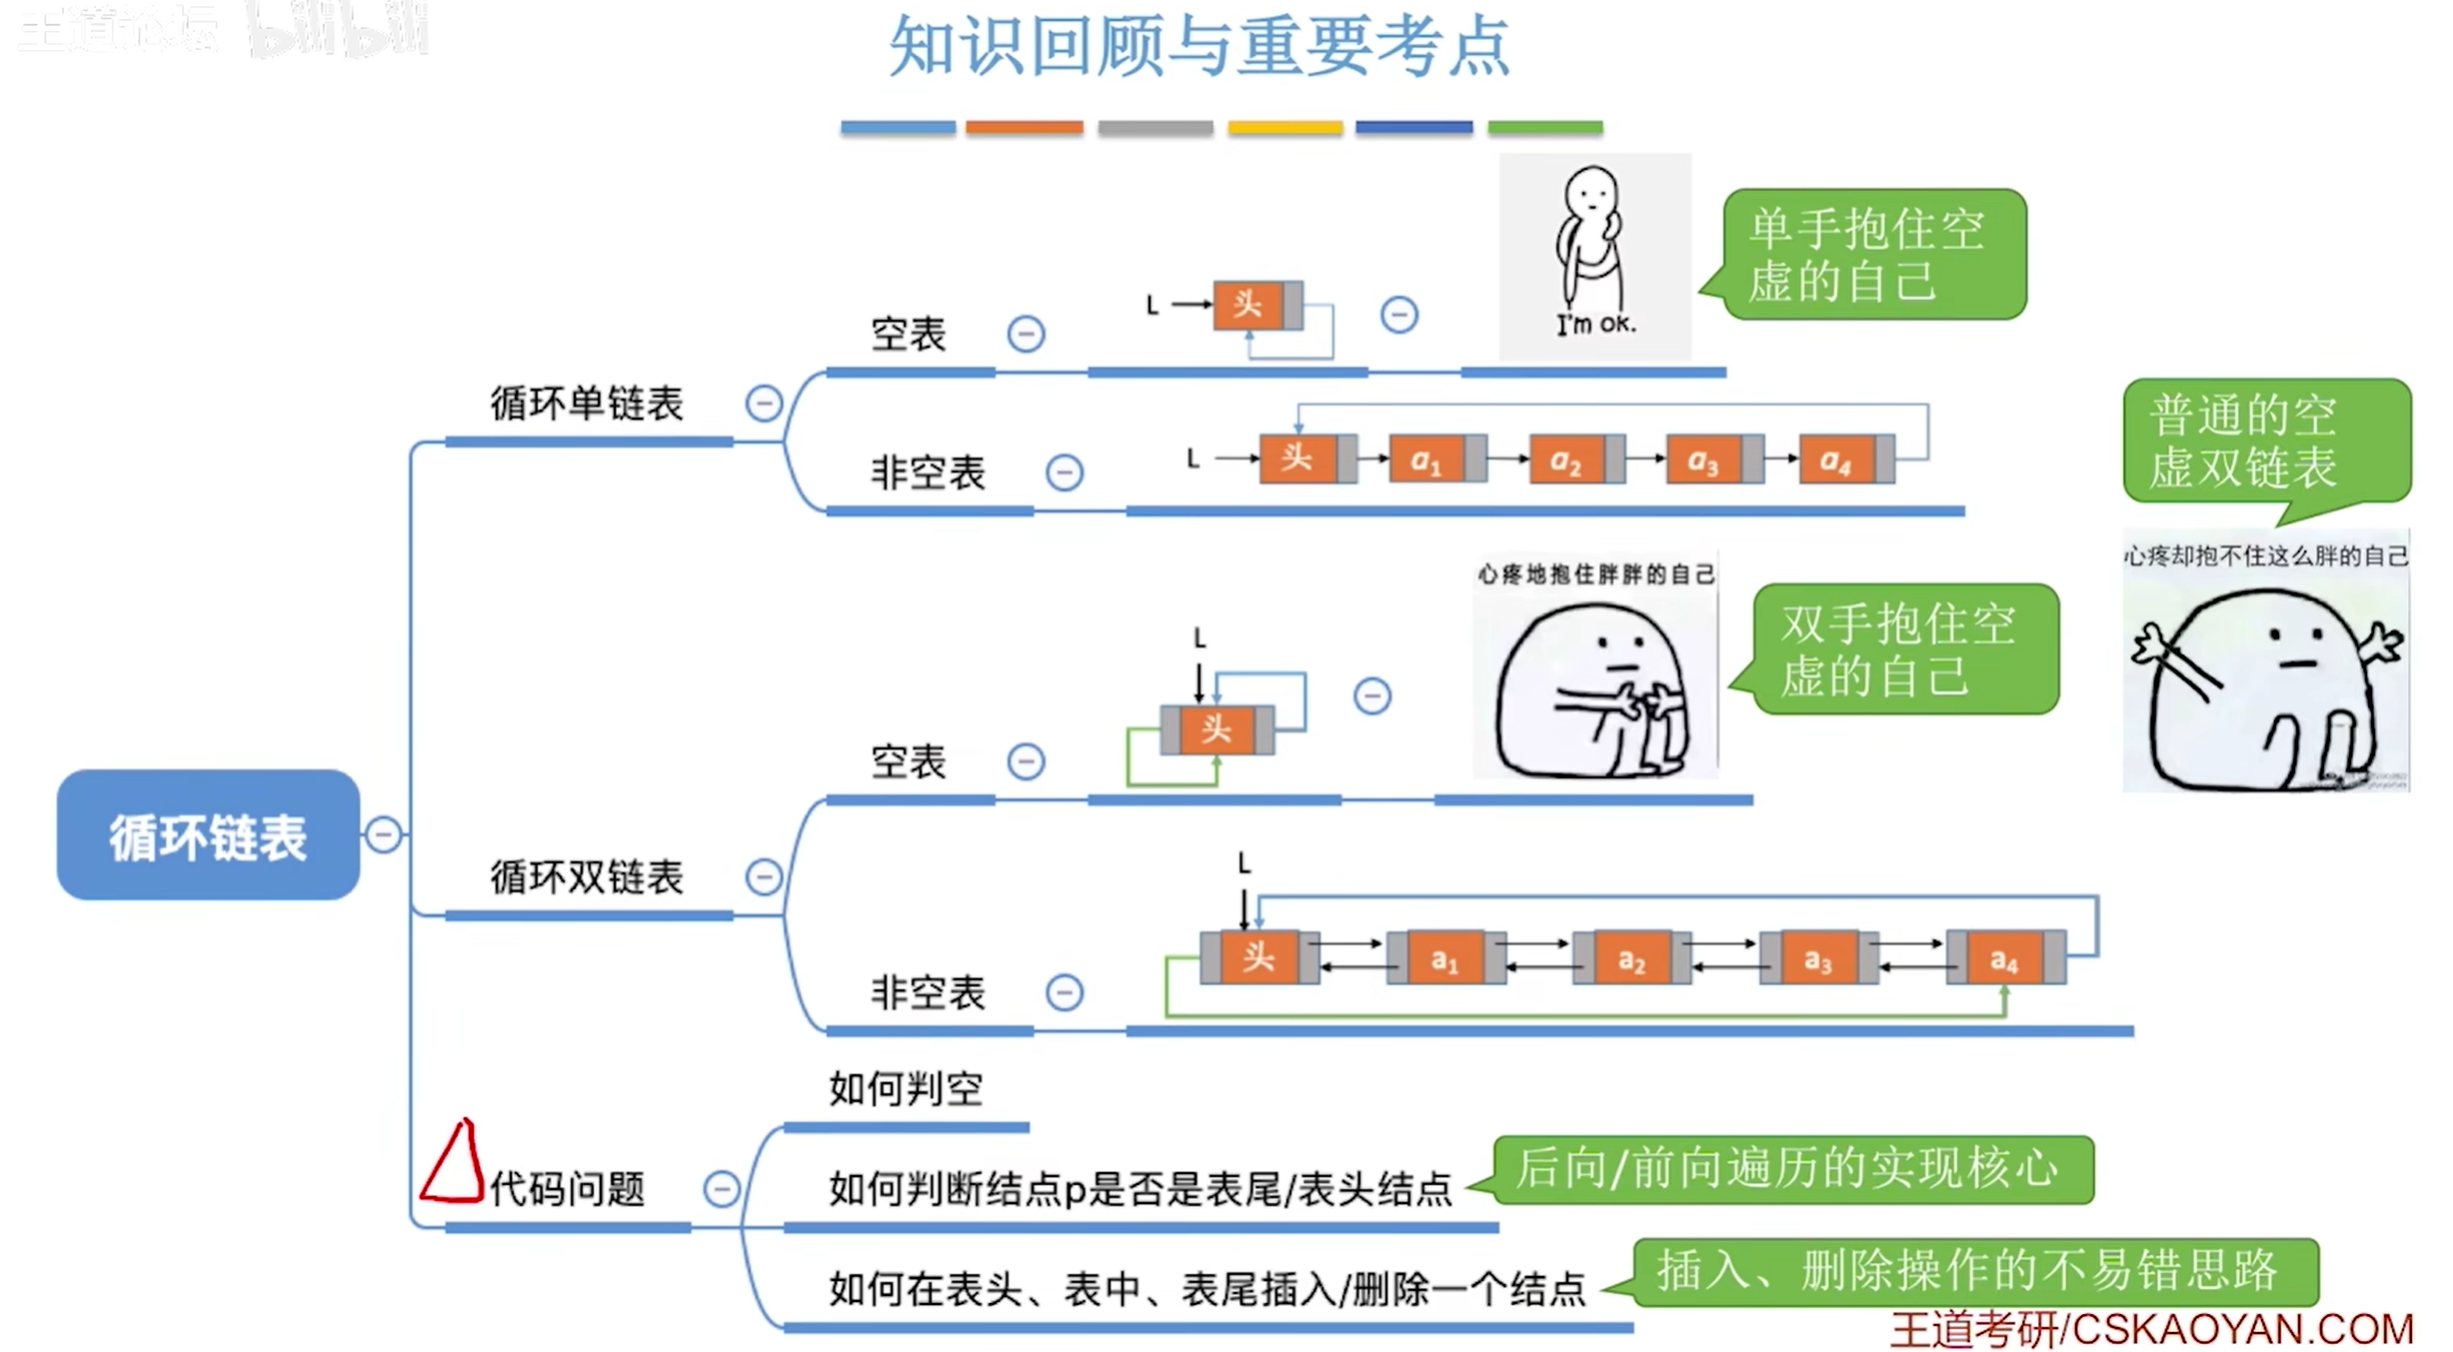 王道论坛 bilibili
知识回顾与重要考点
I'm ok.
单手抱住空
虚的自己
L 头
空表
循环单链表
L 头 a1 a2 a3 a4
非空表
普通的空
虚双链表
心疼却抱不住这么胖的自己
心疼地抱住胖胖的自己
双手抱住空
虚的自己
L
头
空表
循环链表
循环双链表
L
头 a1 a2 a3 a4
非空表
如何判空
代码问题
如何判断结点p是否是表尾/表头结点
后向/前向遍历的实现核心
如何在表头、表中、表尾插入/删除一个结点
插入、删除操作的不易错思路
王道考研/CSKAOYAN.COM